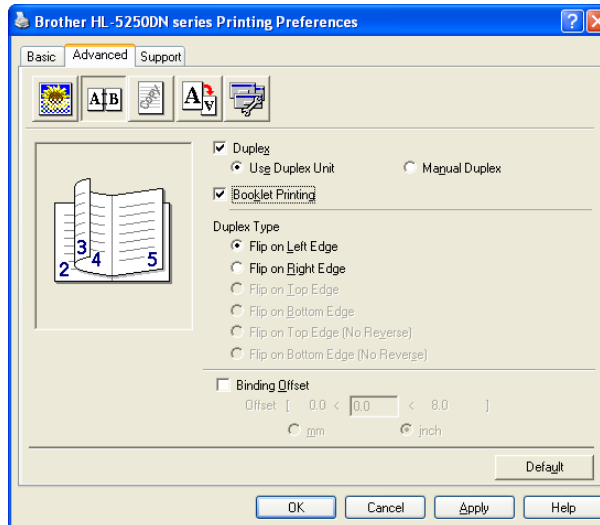 Brother HL-5250DN series Printing Preferences
Basic Advanced Support
A B
A
A
2 3 4 5
Duplex
Use Duplex Unit Manual Duplex
Booklet Printing
Duplex Type
Flip on Left Edge
Flip on Right Edge
Flip on Top Edge
Flip on Bottom Edge
Flip on Top Edge (No Reverse)
Flip on Bottom Edge (No Reverse)
Binding Offset
Offset [ 0.0 < 0.0 < 8.0 ]
mm inch
Default
OK Cancel Apply Help